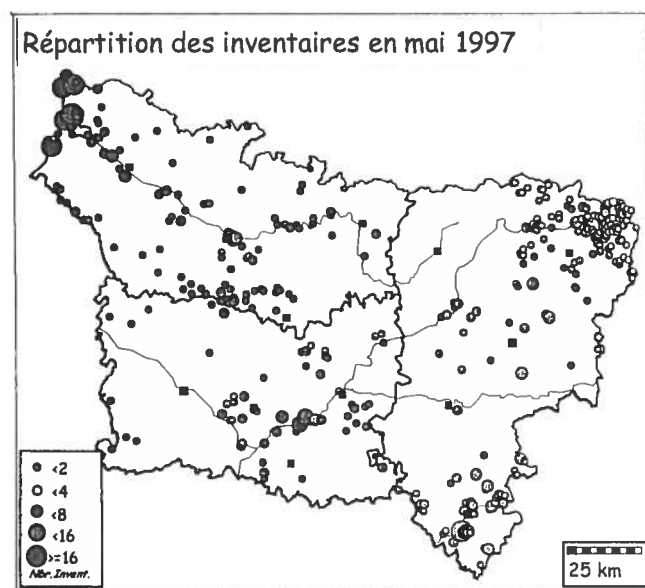 Répartition des inventaires en mai 1997
<2
<4
<8
<16
>=16
Nbr.Invent.
25 km